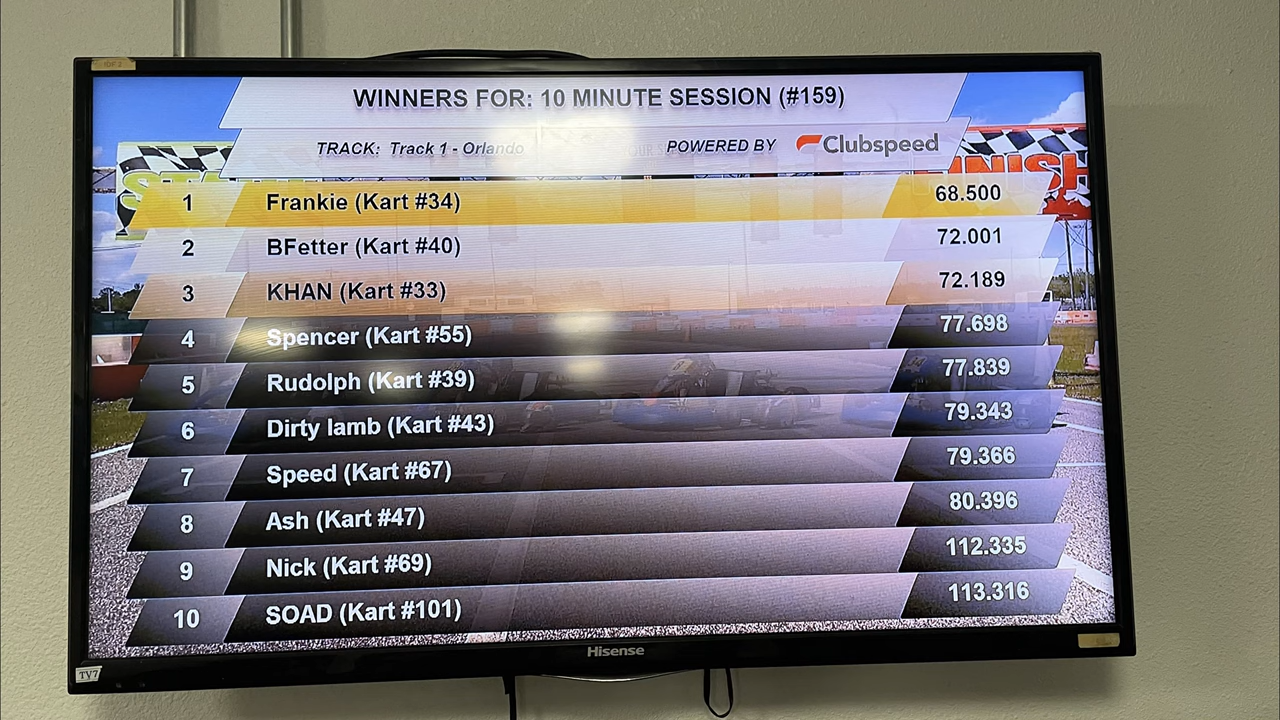 WINNERS FOR: 10 MINUTE SESSION (#159)
TRACK: Track 1 - Orlando POWERED BY Clubspeed
START FINISH
1 Frankie (Kart #34) 68.500
2 BFetter (Kart #40) 72.001
3 KHAN (Kart #33) 72.189
4 Spencer (Kart #55) 77.698
5 Rudolph (Kart #39) 77.839
6 Dirty lamb (Kart #43) 79.343
7 Speed (Kart #67) 79.366
8 Ash (Kart #47) 80.396
9 Nick (Kart #69) 112.335
10 SOAD (Kart #101) 113.316
Hisense
TV7